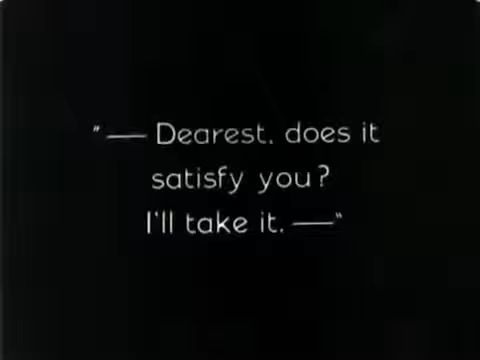 "— Dearest, does it
satisfy you?
I'll take it. —"